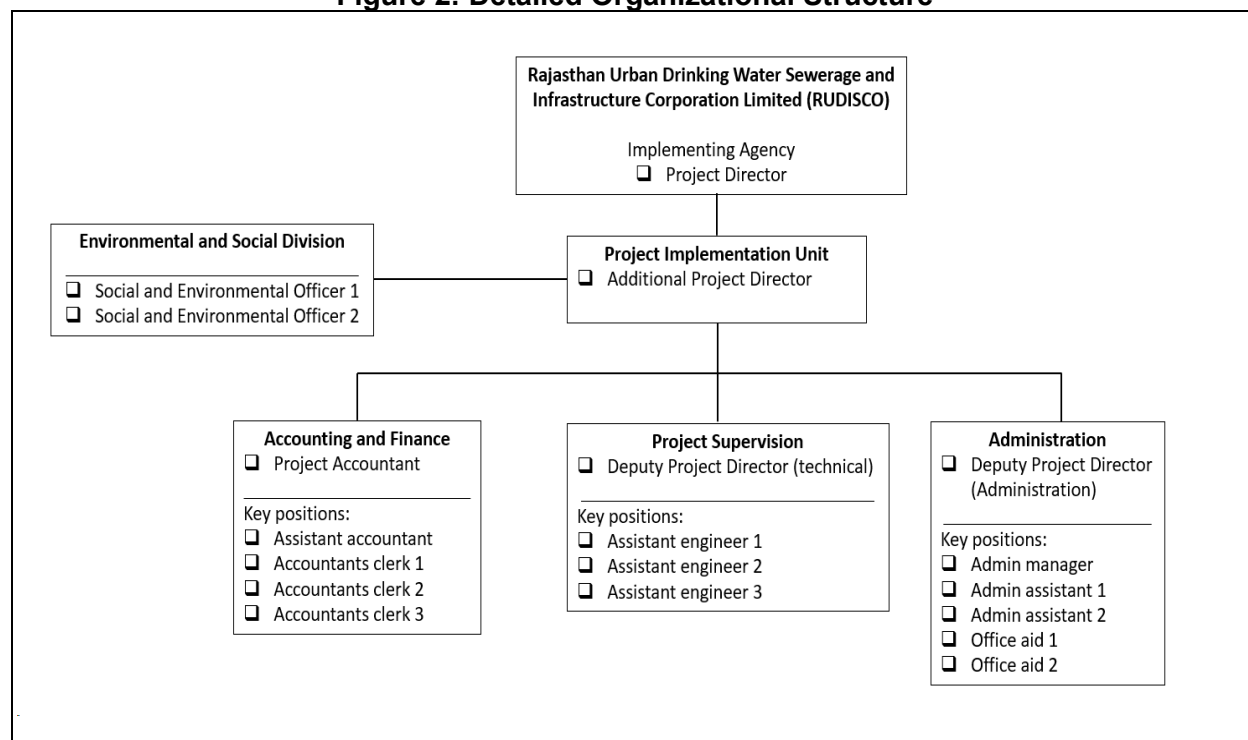 Figure 2: Detailed Organizational Structure
Rajasthan Urban Drinking Water Sewerage and
Infrastructure Corporation Limited (RUDISCO)
Implementing Agency
❑ Project Director
Environmental and Social Division
❑ Social and Environmental Officer 1
❑ Social and Environmental Officer 2
Project Implementation Unit
❑ Additional Project Director
Accounting and Finance
❑ Project Accountant
Key positions:
❑ Assistant accountant
❑ Accountants clerk 1
❑ Accountants clerk 2
❑ Accountants clerk 3
Project Supervision
❑ Deputy Project Director (technical)
Key positions:
❑ Assistant engineer 1
❑ Assistant engineer 2
❑ Assistant engineer 3
Administration
❑ Deputy Project Director
(Administration)
Key positions:
❑ Admin manager
❑ Admin assistant 1
❑ Admin assistant 2
❑ Office aid 1
❑ Office aid 2